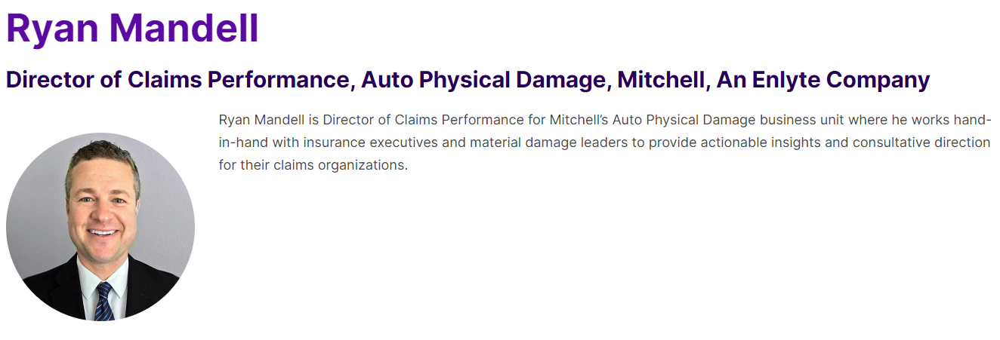 Ryan Mandell
Director of Claims Performance, Auto Physical Damage, Mitchell, An Enlyte Company
Ryan Mandell is Director of Claims Performance for Mitchell’s Auto Physical Damage business unit where he works hand-
in-hand with insurance executives and material damage leaders to provide actionable insights and consultative direction
for their claims organizations.